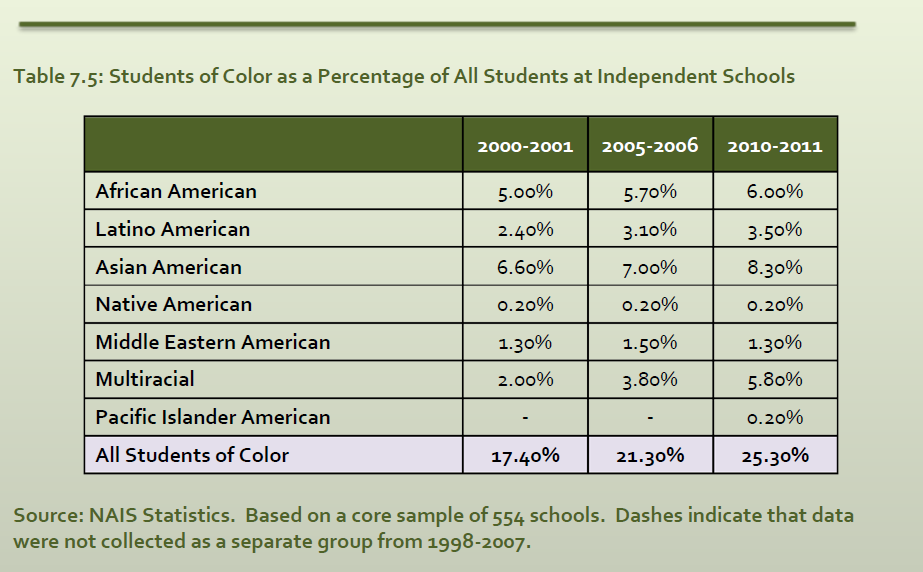 Table 7.5: Students of Color as a Percentage of All Students at Independent Schools
2000-2001 2005-2006 2010-2011
African American 5.00% 5.70% 6.00%
Latino American 2.40% 3.10% 3.50%
Asian American 6.60% 7.00% 8.30%
Native American 0.20% 0.20% 0.20%
Middle Eastern American 1.30% 1.50% 1.30%
Multiracial 2.00% 3.80% 5.80%
Pacific Islander American - - 0.20%
All Students of Color 17.40% 21.30% 25.30%
Source: NAIS Statistics. Based on a core sample of 554 schools. Dashes indicate that data
were not collected as a separate group from 1998-2007.